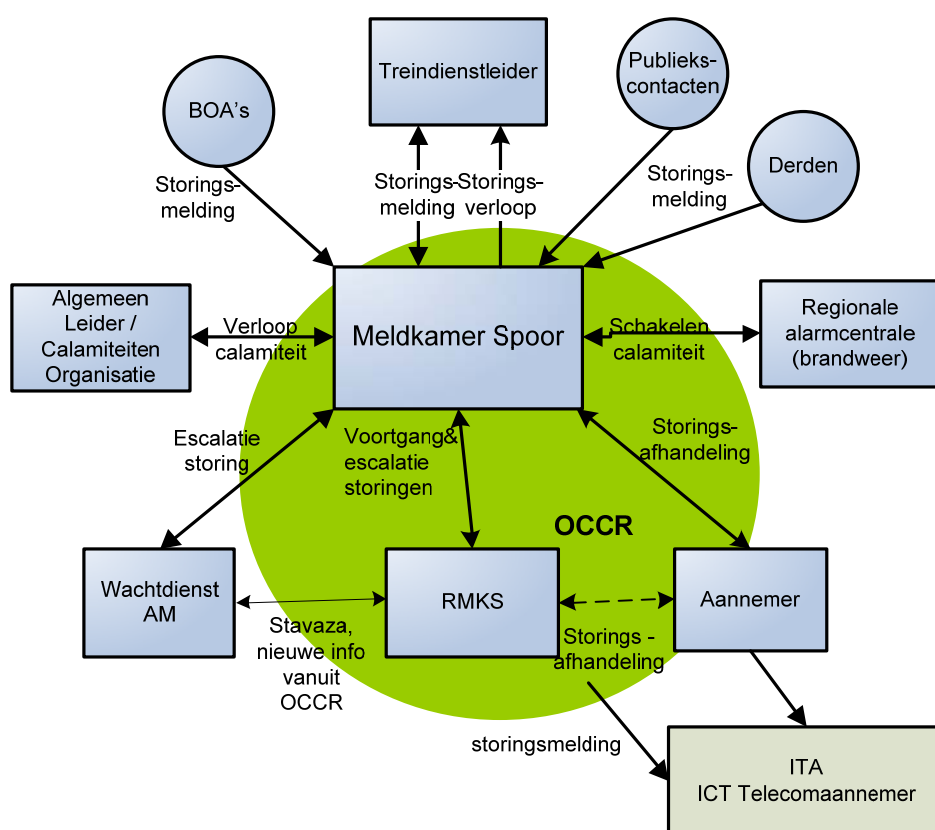 BOA's
Treindienstleider
Publieks-
contacten
Derden
Storings-
melding
Storings-
melding
Storings-
verloop
Storings-
melding
Algemeen
Leider /
Calamiteiten
Organisatie
Verloop
calamiteit
Meldkamer Spoor
Schakelen
calamiteit
Regionale
alarmcentrale
(brandweer)
Escalatie
storing
Voortgang&
escalatie
storingen
Storings-
afhandeling
OCCR
Wachtdienst
AM
RMKS
Aannemer
Stavaza,
nieuwe info
vanuit
OCCR
Storings -
afhandeling
storingsmelding
ITA
ICT Telecomaannemer